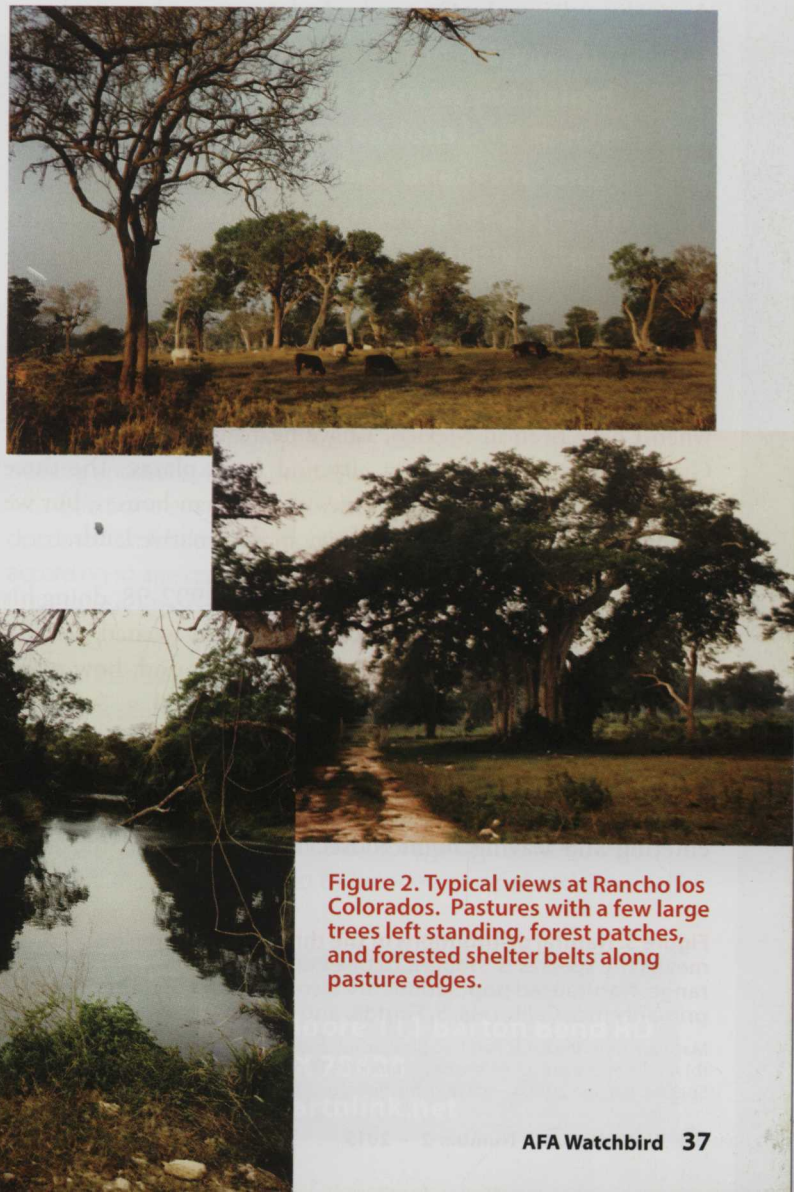 Figure 2. Typical views at Rancho los
Colorados. Pastures with a few large
trees left standing, forest patches,
and forested shelter belts along
pasture edges.
AFA Watchbird 37